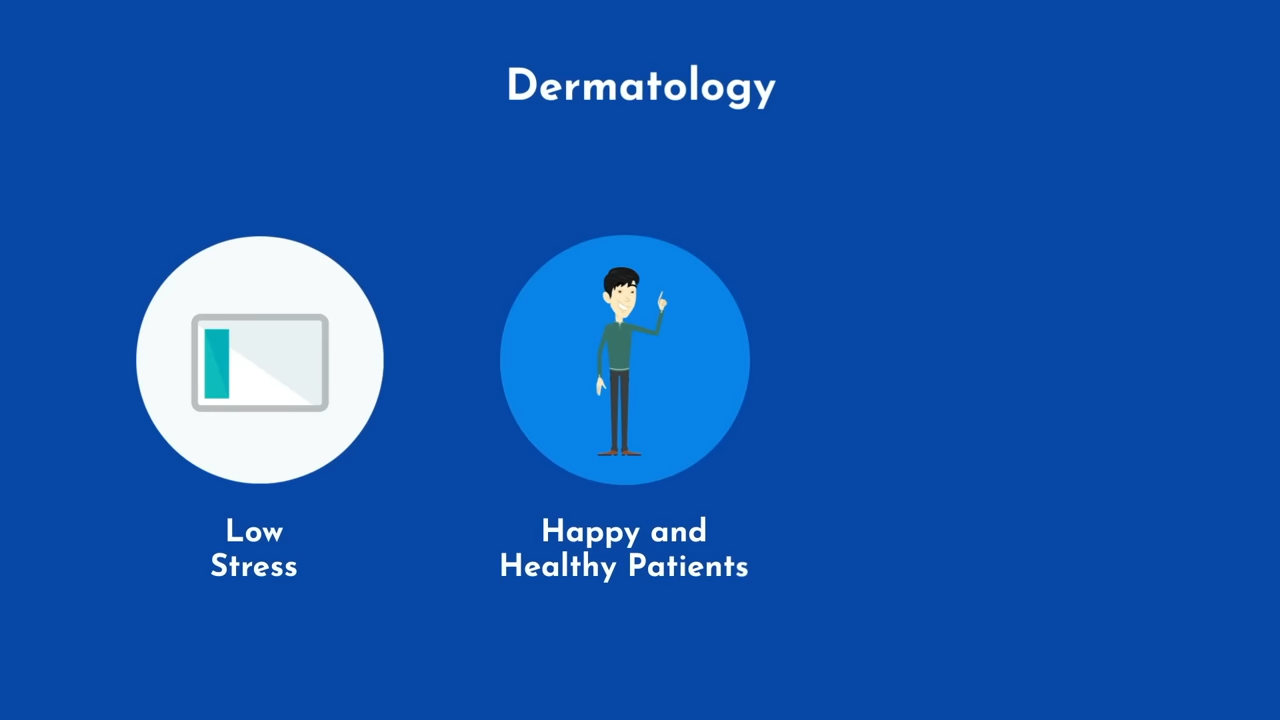 Dermatology
Low
Stress
Happy and
Healthy Patients